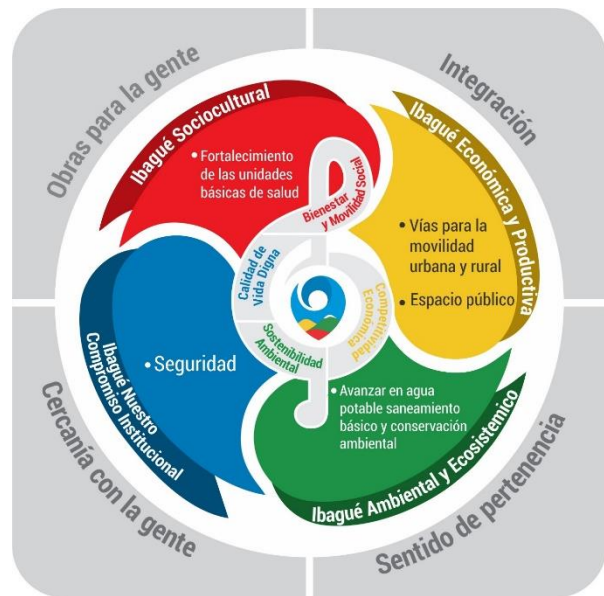 Obras para la gente
Integración
Ibagué Sociocultural
• Fortalecimiento
de las unidades
básicas de salud
Bienestar
y Movilidad Social
Ibagué Económica y Productiva
• Vías para la
movilidad
urbana y rural
• Espacio público
Calidad de
Vida Digna
Competitividad
Económica
Sostenibilidad
Ambiental
• Seguridad
Ibagué Nuestro
Compromiso Institucional
• Avanzar en agua
potable saneamiento
básico y conservación
ambiental
Ibagué Ambiental y Ecosistemico
Cercanía con la gente
Sentido de pertenencia